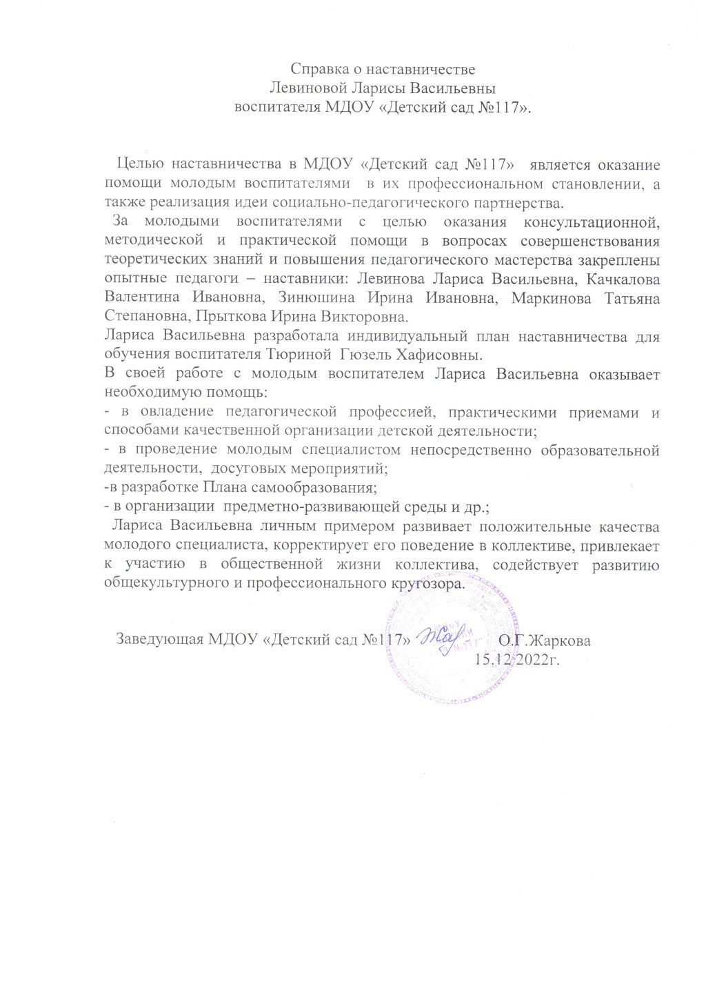 Справка о наставничестве
Левиновой Ларисы Васильевны
воспитателя МДОУ «Детский сад №117».
Целью наставничества в МДОУ «Детский сад №117» является оказание
помощи молодым воспитателями в их профессиональном становлении, а
также реализация идеи социально-педагогического партнерства.
За молодыми воспитателями с целью оказания консультационной,
методической и практической помощи в вопросах совершенствования
теоретических знаний и повышения педагогического мастерства закреплены
опытные педагоги – наставники: Левинова Лариса Васильевна, Качкалова
Валентина Ивановна, Зинюшина Ирина Ивановна, Маркинова Татьяна
Степановна, Прыткова Ирина Викторовна.
Лариса Васильевна разработала индивидуальный план наставничества для
обучения воспитателя Тюриной Гюзель Хафисовны.
В своей работе с молодым воспитателем Лариса Васильевна оказывает
необходимую помощь:
- в овладение педагогической профессией, практическими приемами и
способами качественной организации детской деятельности;
- в проведение молодым специалистом непосредственно образовательной
деятельности, досуговых мероприятий;
-в разработке Плана самообразования;
- в организации предметно-развивающей среды и др.;
Лариса Васильевна личным примером развивает положительные качества
молодого специалиста, корректирует его поведение в коллективе, привлекает
к участию в общественной жизни коллектива, содействует развитию
общекультурного и профессионального кругозора.
Заведующая МДОУ «Детский сад №117» О.Г.Жаркова
15.12.2022г.
МДОУ
№117"